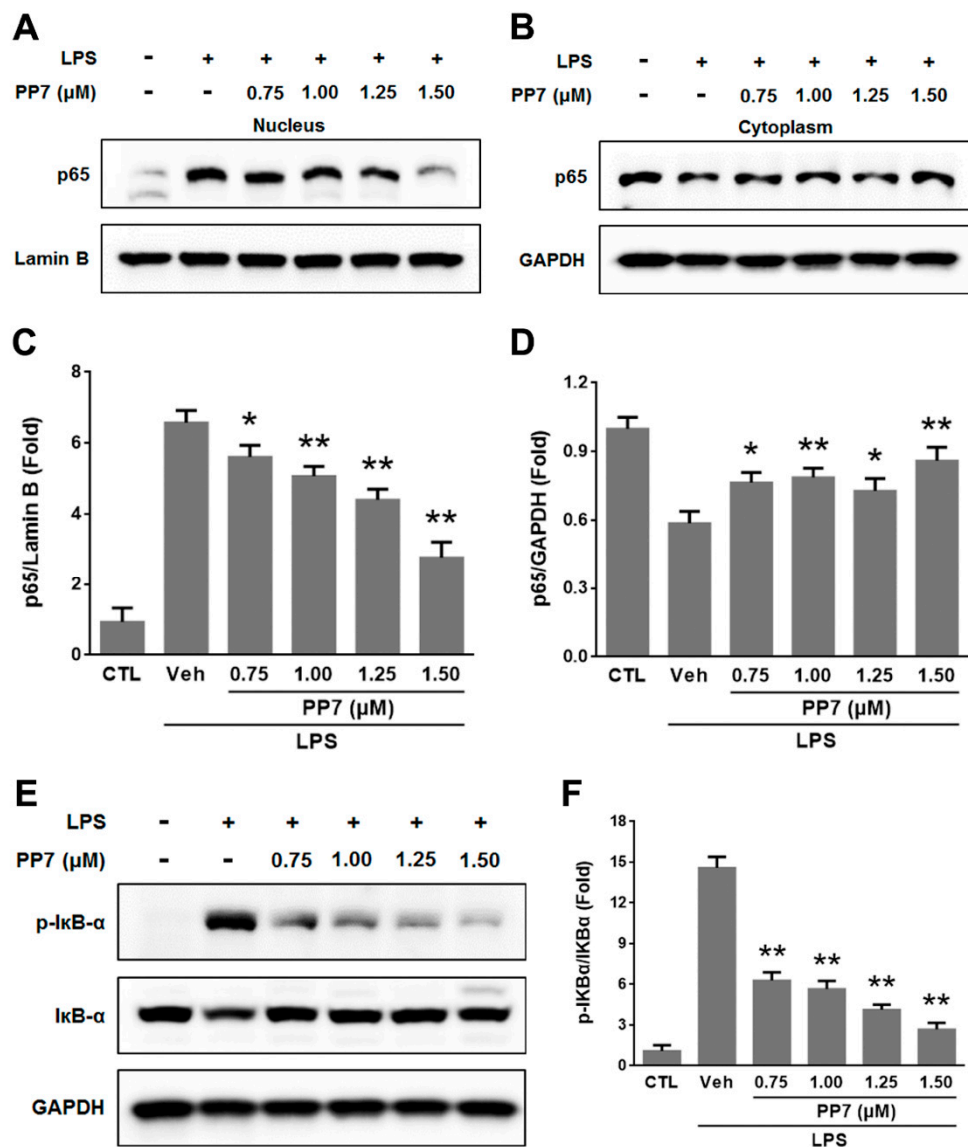 A
LPS - + + + + +
PP7 (μM) - - 0.75 1.00 1.25 1.50
Nucleus
p65
Lamin B
B
LPS - + + + + +
PP7 (μM) - - 0.75 1.00 1.25 1.50
Cytoplasm
p65
GAPDH
C
p65/Lamin B (Fold)
8
6
4
2
0
* ** ** **
CTL Veh 0.75 1.00 1.25 1.50
PP7 (μM)
LPS
D
p65/GAPDH (Fold)
1.2
0.9
0.6
0.3
0.0
* ** * **
CTL Veh 0.75 1.00 1.25 1.50
PP7 (μM)
LPS
E
LPS - + + + + +
PP7 (μM) - - 0.75 1.00 1.25 1.50
p-IκB-α
IκB-α
GAPDH
F
p-IKBα/IKBα (Fold)
18
15
12
9
6
3
0
** ** ** **
CTL Veh 0.75 1.00 1.25 1.50
PP7 (μM)
LPS